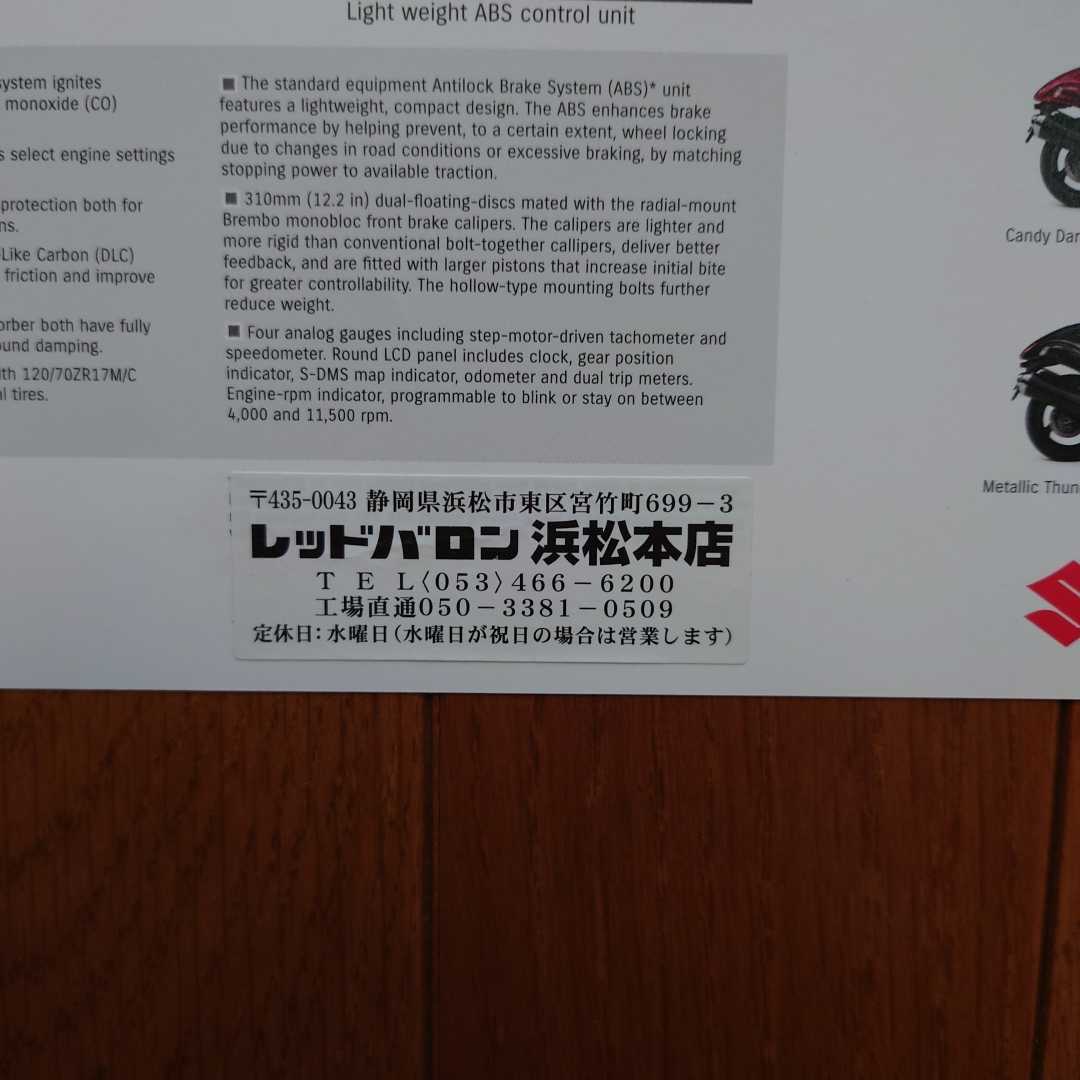 Light weight ABS control unit
system ignites
monoxide (CO)
s select engine settings
protection both for
ns.
-Like Carbon (DLC)
friction and improve
orber both have fully
ound damping.
ith 120/70ZR17M/C
al tires.
■ The standard equipment Antilock Brake System (ABS)* unit
features a lightweight, compact design. The ABS enhances brake
performance by helping prevent, to a certain extent, wheel locking
due to changes in road conditions or excessive braking, by matching
stopping power to available traction.
■ 310mm (12.2 in) dual-floating-discs mated with the radial-mount
Brembo monobloc front brake calipers. The calipers are lighter and
more rigid than conventional bolt-together callipers, deliver better
feedback, and are fitted with larger pistons that increase initial bite
for greater controllability. The hollow-type mounting bolts further
reduce weight.
■ Four analog gauges including step-motor-driven tachometer and
speedometer. Round LCD panel includes clock, gear position
indicator, S-DMS map indicator, odometer and dual trip meters.
Engine-rpm indicator, programmable to blink or stay on between
4,000 and 11,500 rpm.
Candy Dar
Metallic Thun
〒435-0043 静岡県浜松市東区宮竹町699－3
レッドバロン 浜松本店
ＴＥＬ〈053〉466－6200
工場直通050－3381－0509
定休日：水曜日（水曜日が祝日の場合は営業します）